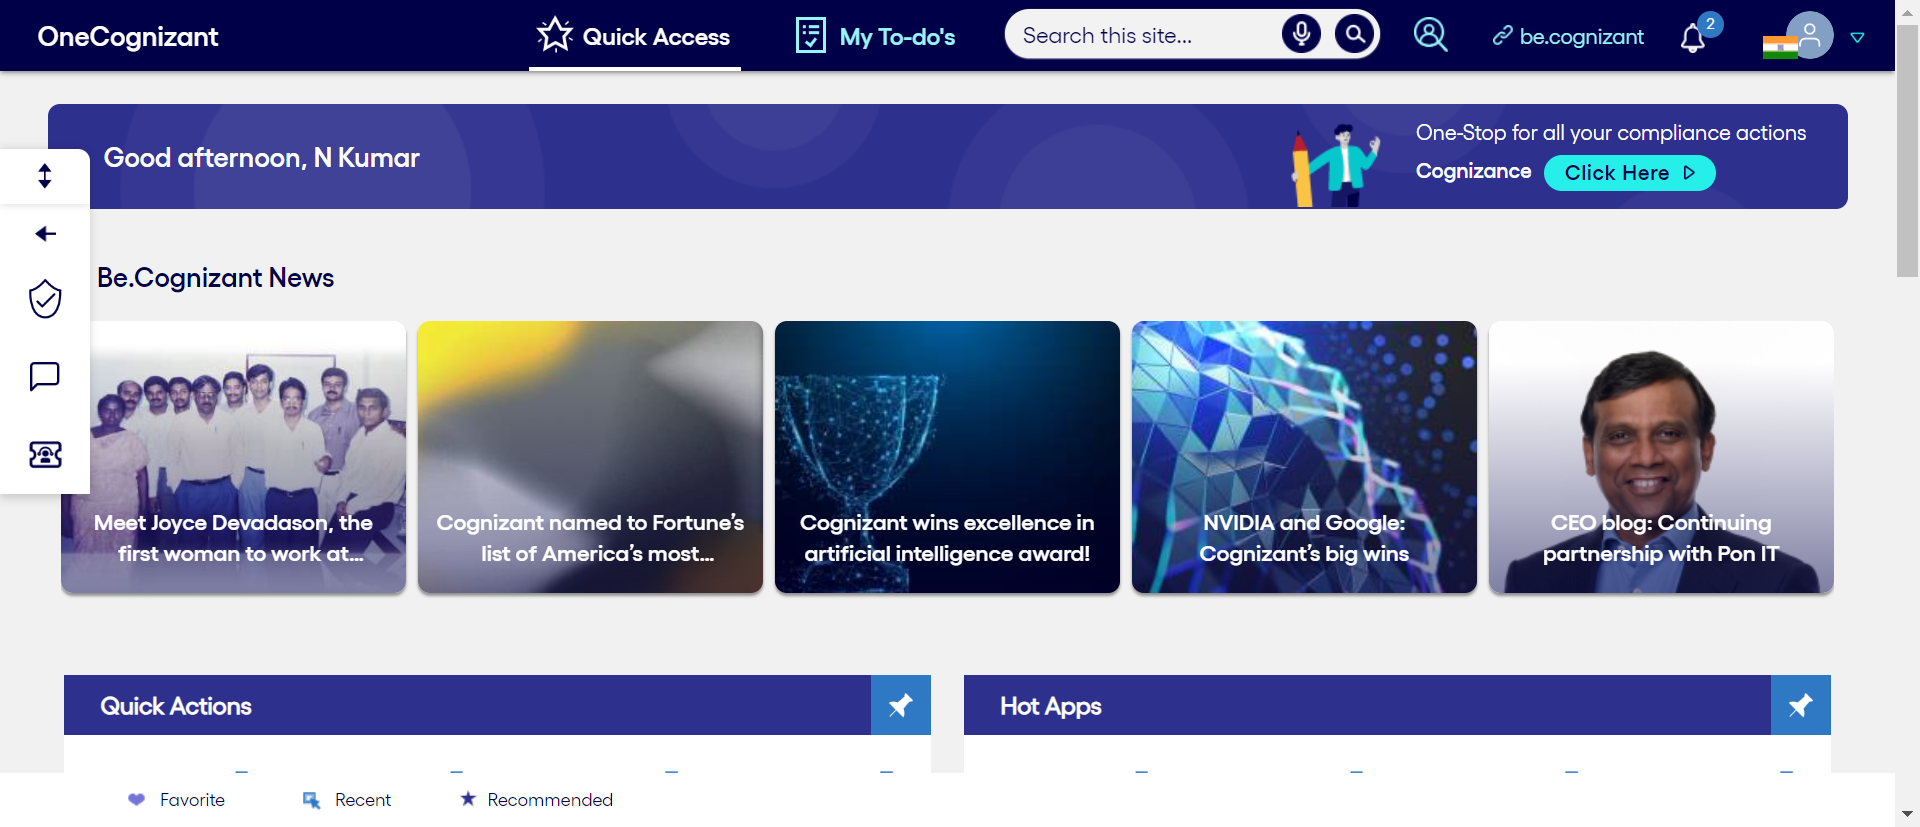 OneCognizant
Quick Access
My To-do's
Search this site...
be.cognizant
2
Good afternoon, N Kumar
One-Stop for all your compliance actions
Cognizance
Click Here
Be.Cognizant News
Meet Joyce Devadason, the
first woman to work at...
Cognizant named to Fortune’s
list of America’s most...
Cognizant wins excellence in
artificial intelligence award!
NVIDIA and Google:
Cognizant’s big wins
CEO blog: Continuing
partnership with Pon IT
Quick Actions
Hot Apps
Favorite
Recent
Recommended